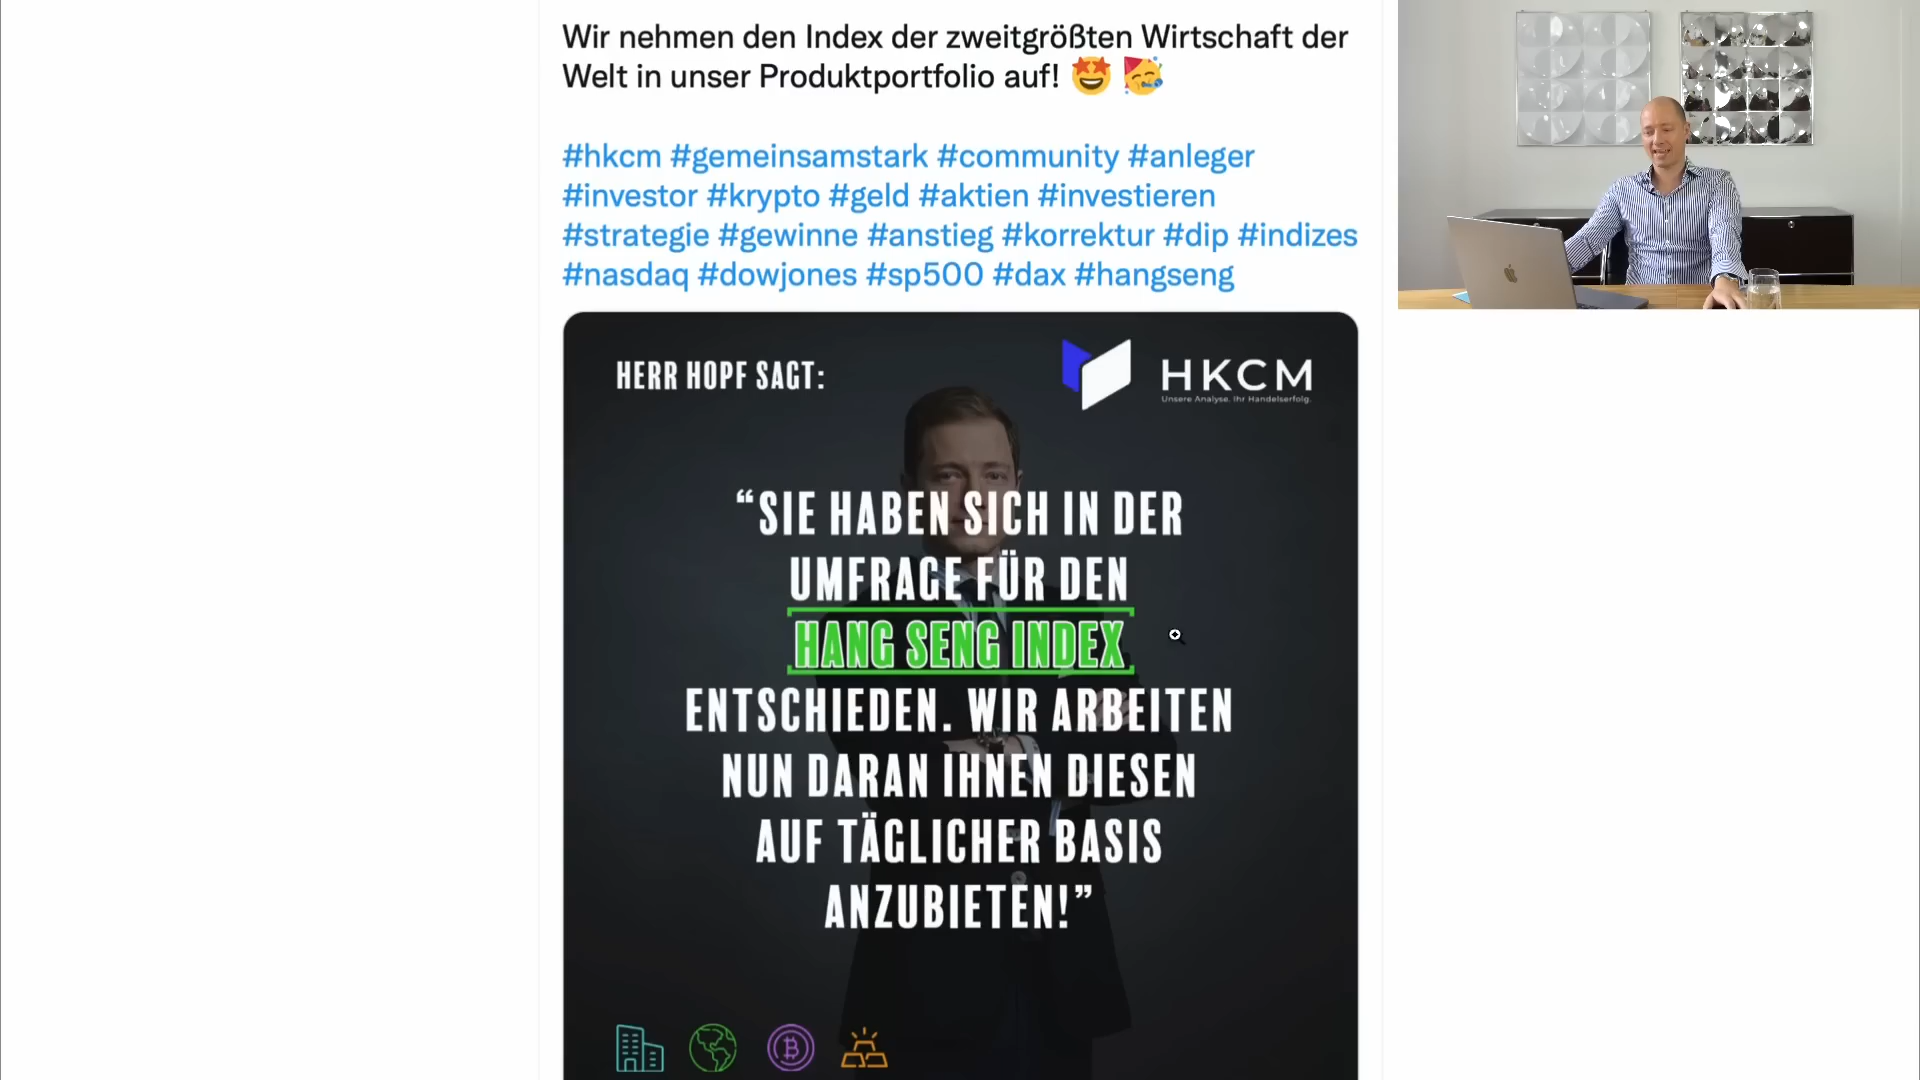 Wir nehmen den Index der zweitgrößten Wirtschaft der
Welt in unser Produktportfolio auf! 🤩 🥳
#hkcm #gemeinsamstark #community #anleger
#investor #krypto #geld #aktien #investieren
#strategie #gewinne #anstieg #korrektur #dip #indizes
#nasdaq #dowjones #sp500 #dax #hangseng
HERR HOPF SAGT:
HKCM
Unsere Analyse. Ihr Handelserfolg.
“SIE HABEN SICH IN DER
UMFRAGE FÜR DEN
HANG SENG INDEX
ENTSCHIEDEN. WIR ARBEITEN
NUN DARAN IHNEN DIESEN
AUF TÄGLICHER BASIS
ANZUBIETEN!”